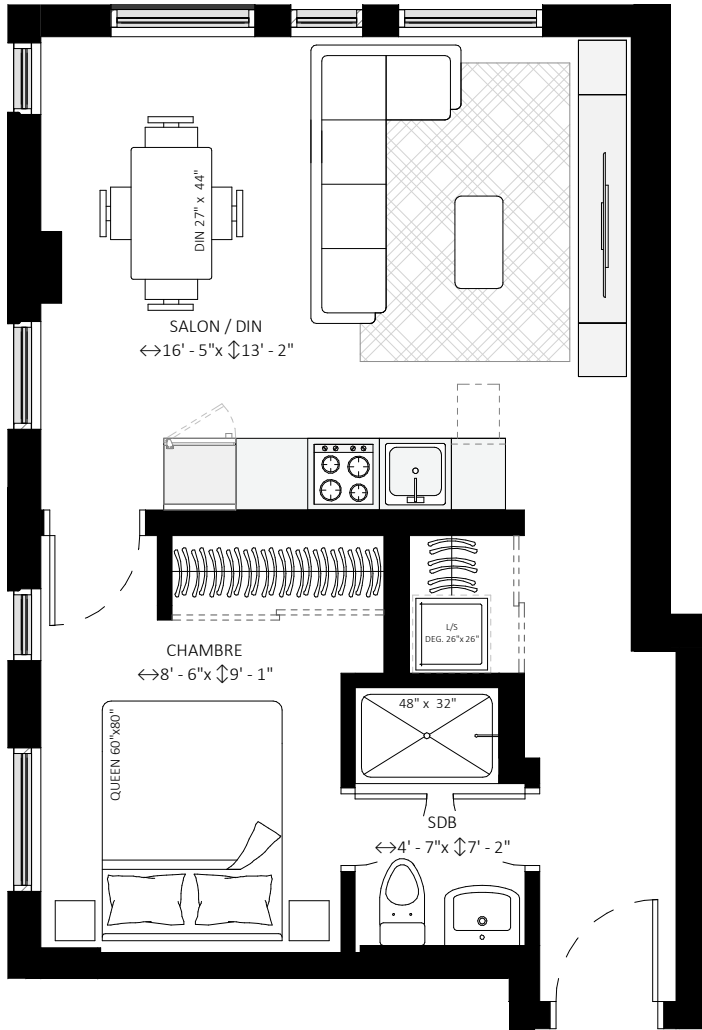 DIN 27" x 44"
SALON / DIN
↔16' - 5"x ↕13' - 2"
L/S
DEG. 26"x 26"
CHAMBRE
↔8' - 6"x ↕9' - 1"
48" x 32"
QUEEN 60"x80"
SDB
↔4' - 7"x ↕7' - 2"